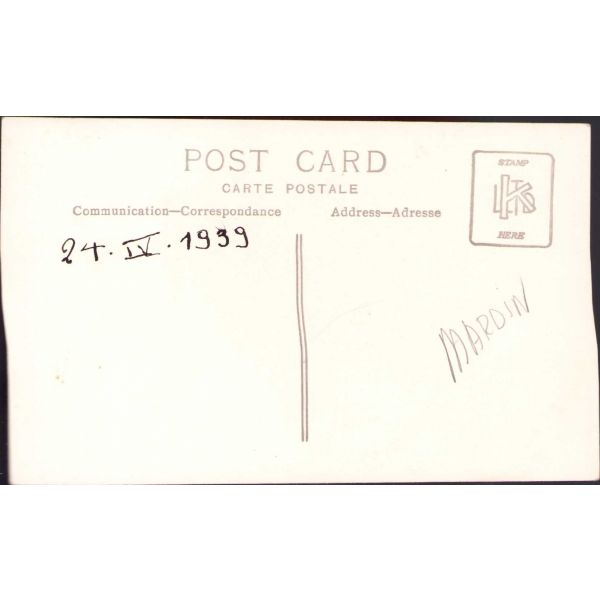 POST CARD
CARTE POSTALE
Communication—Correspondance
Address—Adresse
STAMP
HERE
24. IV. 1939
MARDIN